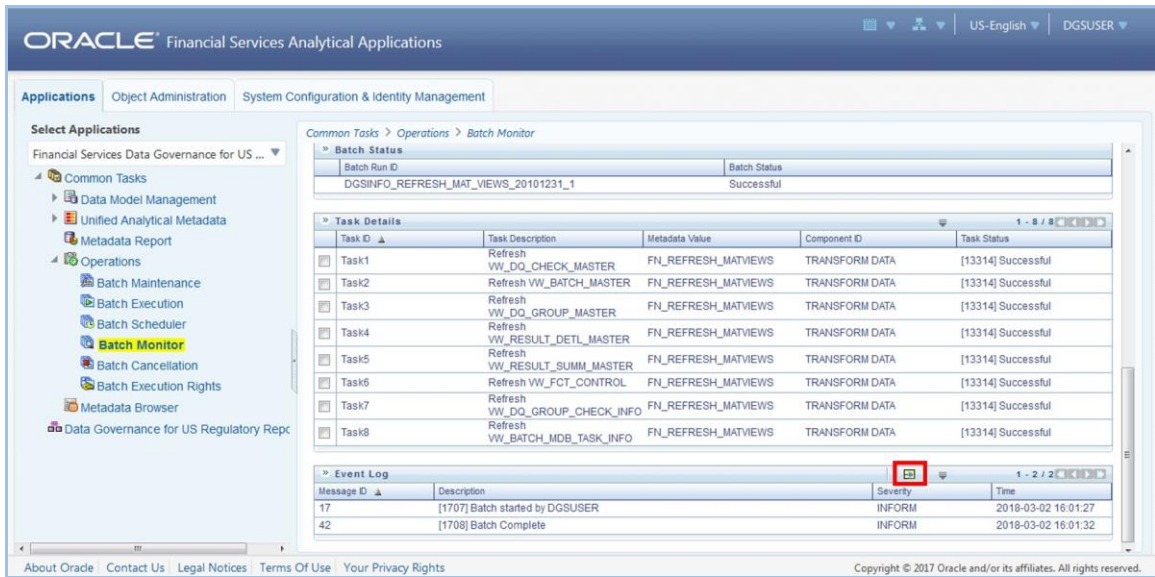 ORACLE® Financial Services Analytical Applications
US-English
DGSUSER
Applications
Object Administration
System Configuration & Identity Management
Select Applications
Financial Services Data Governance for US ...
Common Tasks
Data Model Management
Unified Analytical Metadata
Metadata Report
Operations
Batch Maintenance
Batch Execution
Batch Scheduler
Batch Monitor
Batch Cancellation
Batch Execution Rights
Metadata Browser
Data Governance for US Regulatory Repc
Common Tasks > Operations > Batch Monitor
» Batch Status
Batch Run ID Batch Status
DGSINFO_REFRESH_MAT_VIEWS_20101231_1 Successful
» Task Details 1 - 8 / 8
Task ID Task Description Metadata Value Component ID Task Status
Task1 Refresh VW_DQ_CHECK_MASTER FN_REFRESH_MATVIEWS TRANSFORM DATA [13314] Successful
Task2 Refresh VW_BATCH_MASTER FN_REFRESH_MATVIEWS TRANSFORM DATA [13314] Successful
Task3 Refresh VW_DQ_GROUP_MASTER FN_REFRESH_MATVIEWS TRANSFORM DATA [13314] Successful
Task4 Refresh VW_RESULT_DETL_MASTER FN_REFRESH_MATVIEWS TRANSFORM DATA [13314] Successful
Task5 Refresh VW_RESULT_SUMM_MASTER FN_REFRESH_MATVIEWS TRANSFORM DATA [13314] Successful
Task6 Refresh VW_FCT_CONTROL FN_REFRESH_MATVIEWS TRANSFORM DATA [13314] Successful
Task7 Refresh VW_DQ_GROUP_CHECK_INFO FN_REFRESH_MATVIEWS TRANSFORM DATA [13314] Successful
Task8 Refresh VW_BATCH_MDB_TASK_INFO FN_REFRESH_MATVIEWS TRANSFORM DATA [13314] Successful
» Event Log 1 - 2 / 2
Message ID Description Severity Time
17 [1707] Batch started by DGSUSER INFORM 2018-03-02 16:01:27
42 [1708] Batch Complete INFORM 2018-03-02 16:01:32
About Oracle Contact Us Legal Notices Terms Of Use Your Privacy Rights
Copyright © 2017 Oracle and/or its affiliates. All rights reserved.